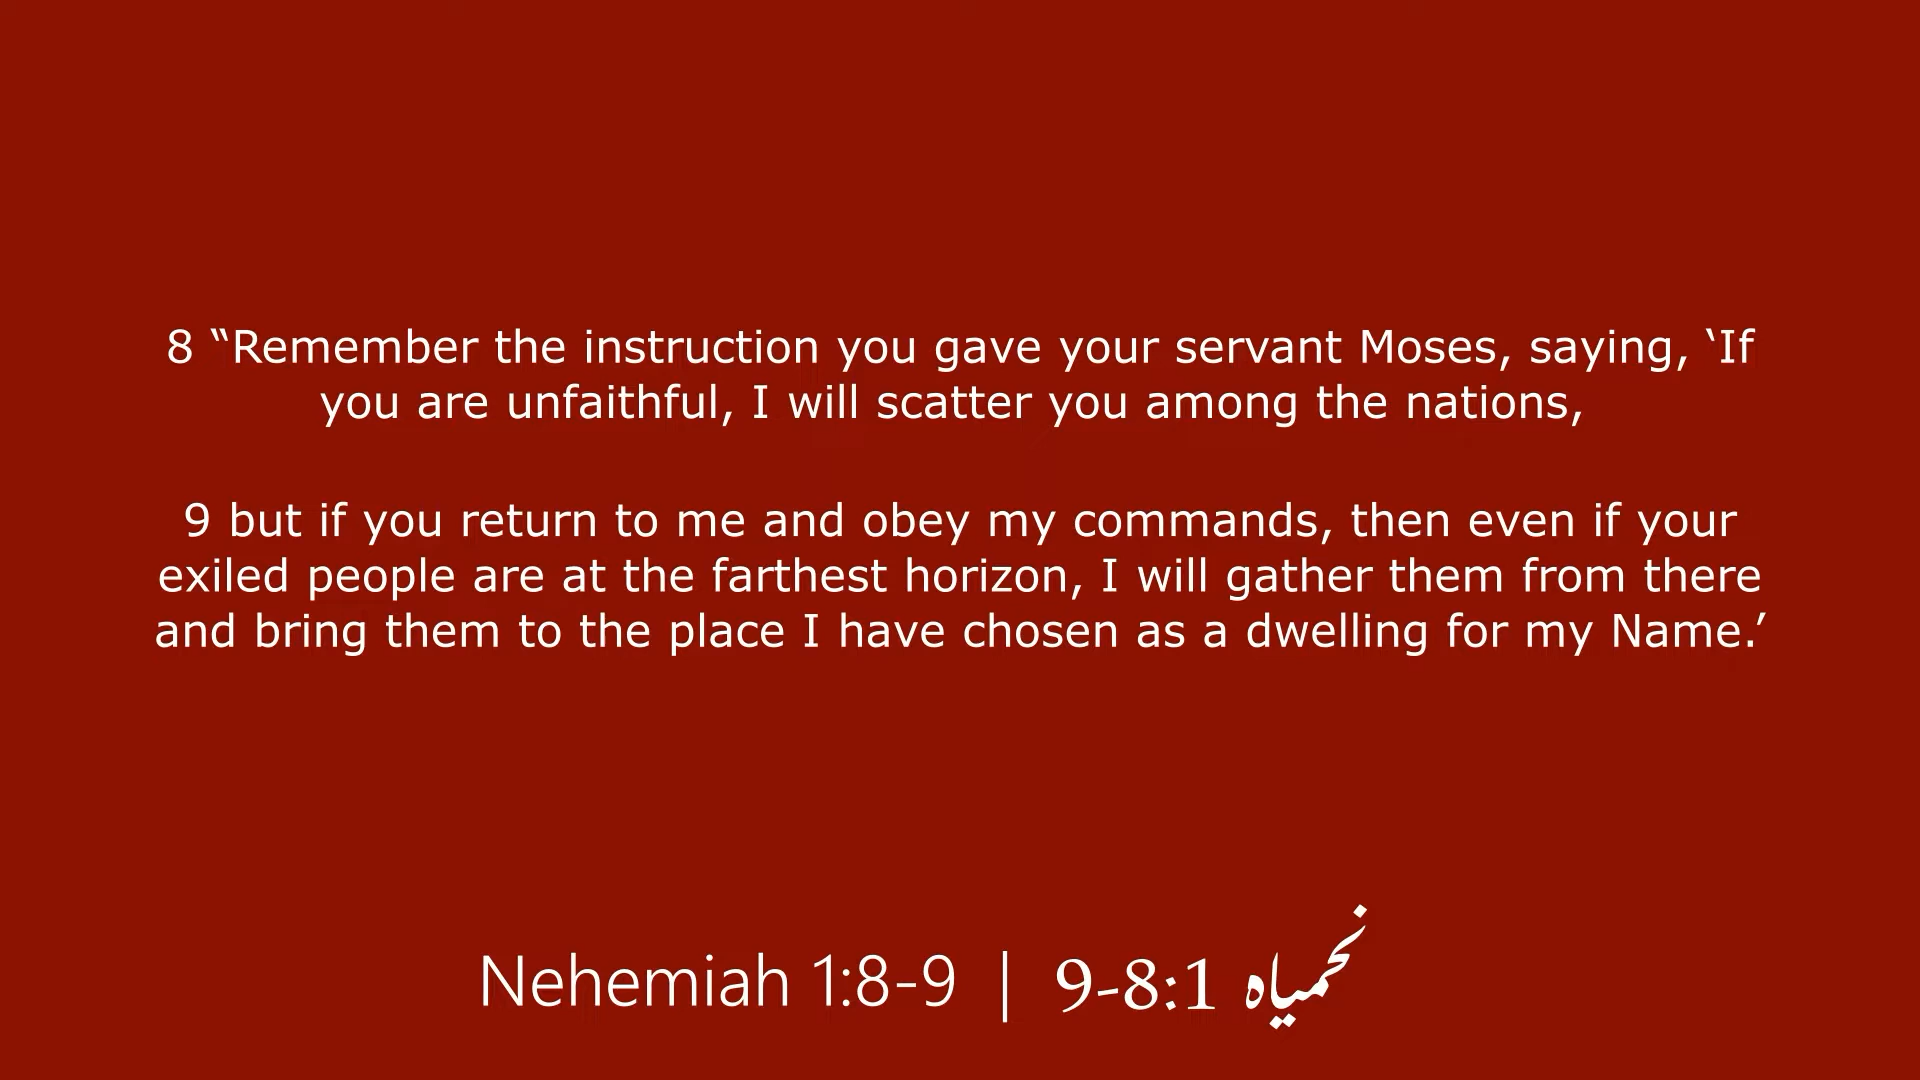 8 “Remember the instruction you gave your servant Moses, saying, ‘If
you are unfaithful, I will scatter you among the nations,
9 but if you return to me and obey my commands, then even if your
exiled people are at the farthest horizon, I will gather them from there
and bring them to the place I have chosen as a dwelling for my Name.’
Nehemiah 1:8-9 | نحمیاہ 1:8-9